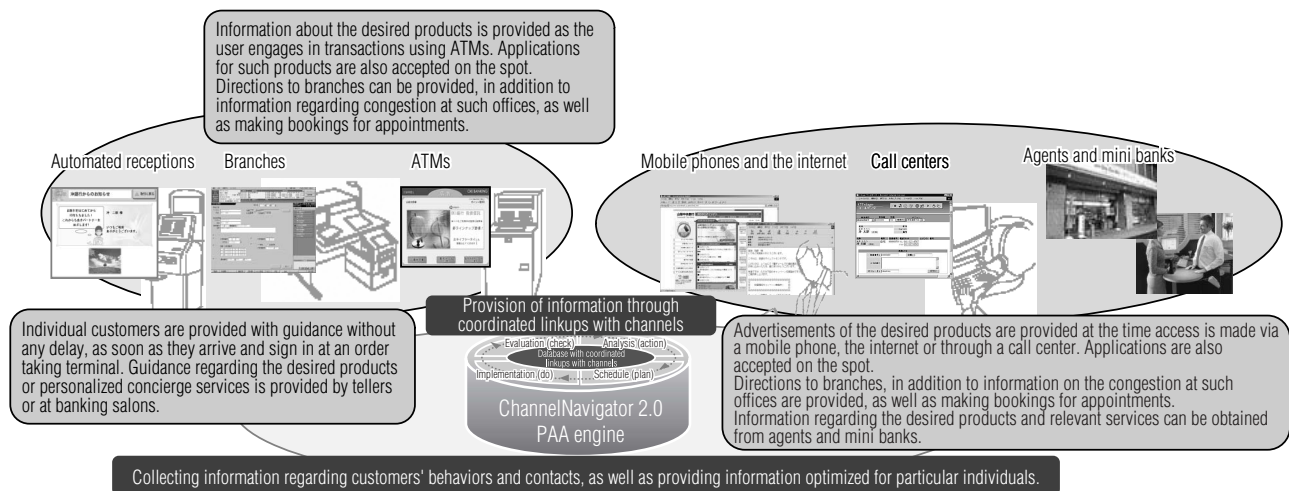 Information about the desired products is provided as the
user engages in transactions using ATMs. Applications
for such products are also accepted on the spot.
Directions to branches can be provided, in addition to
information regarding congestion at such offices, as well
as making bookings for appointments.
Automated receptions
Branches
ATMs
Mobile phones and the internet
Call centers
Agents and mini banks
Provision of information through
coordinated linkups with channels
Individual customers are provided with guidance without
any delay, as soon as they arrive and sign in at an order
taking terminal. Guidance regarding the desired products
or personalized concierge services is provided by tellers
or at banking salons.
Evaluation (check)
Analysis (action)
Database with coordinated
linkups with channels
Implementation (do)
Schedule (plan)
ChannelNavigator 2.0
PAA engine
Advertisements of the desired products are provided at the time access is made via
a mobile phone, the internet or through a call center. Applications are also
accepted on the spot.
Directions to branches, in addition to information on the congestion at such
offices are provided, as well as making bookings for appointments.
Information regarding the desired products and relevant services can be obtained
from agents and mini banks.
Collecting information regarding customers' behaviors and contacts, as well as providing information optimized for particular individuals.